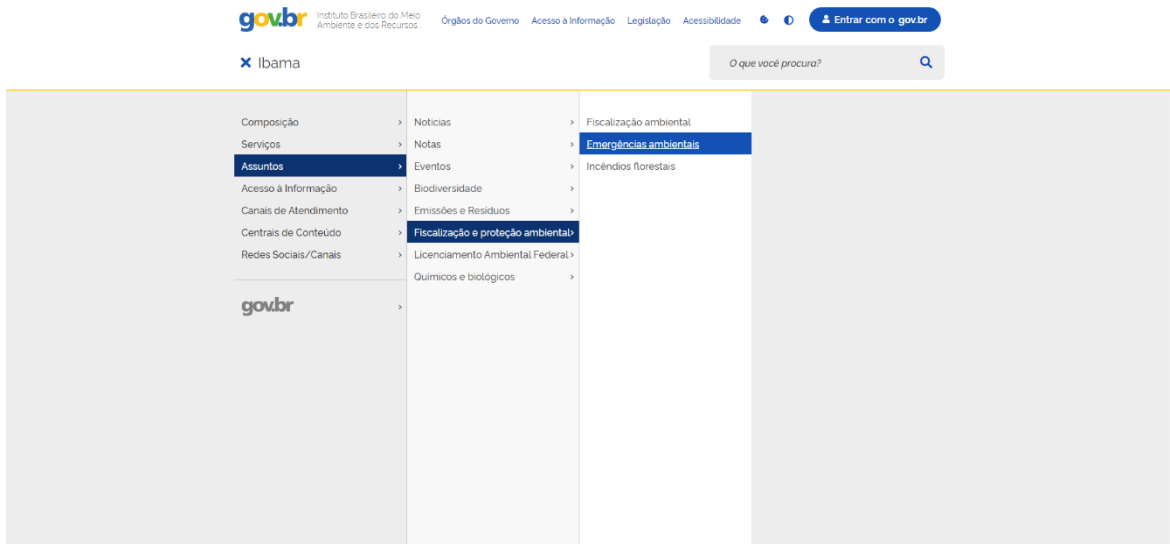 gov.br
Instituto Brasileiro do Meio
Ambiente e dos Recursos...
Órgãos do Governo Acesso à Informação Legislação Acessibilidade
Entrar com o gov.br
Ibama
O que você procura?
Composição
Serviços
Assuntos
Acesso à Informação
Canais de Atendimento
Centrais de Conteúdo
Redes Sociais/Canais
gov.br
Notícias
Notas
Eventos
Biodiversidade
Emissões e Resíduos
Fiscalização e proteção ambiental
Licenciamento Ambiental Federal
Químicos e biológicos
Fiscalização ambiental
Emergências ambientais
Incêndios florestais